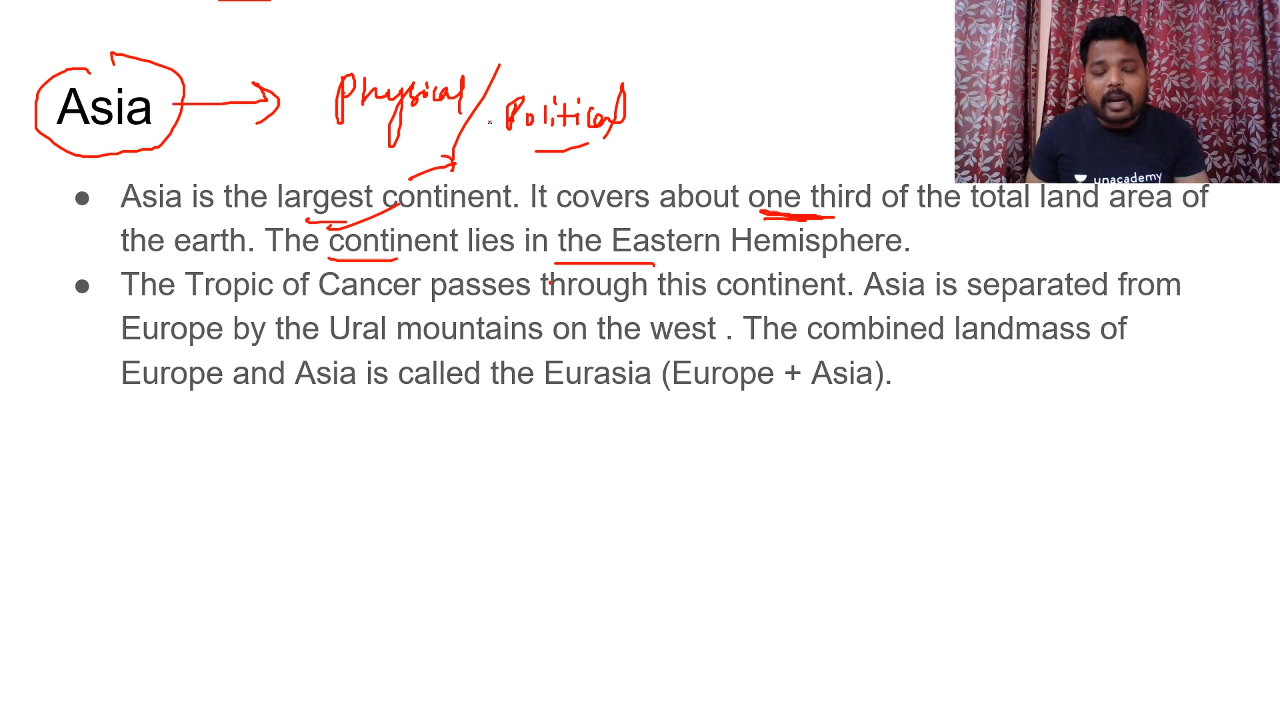 Asia
Physical / Political
● Asia is the largest continent. It covers about one third of the total land area of
the earth. The continent lies in the Eastern Hemisphere.
● The Tropic of Cancer passes through this continent. Asia is separated from
Europe by the Ural mountains on the west . The combined landmass of
Europe and Asia is called the Eurasia (Europe + Asia).
unacademy